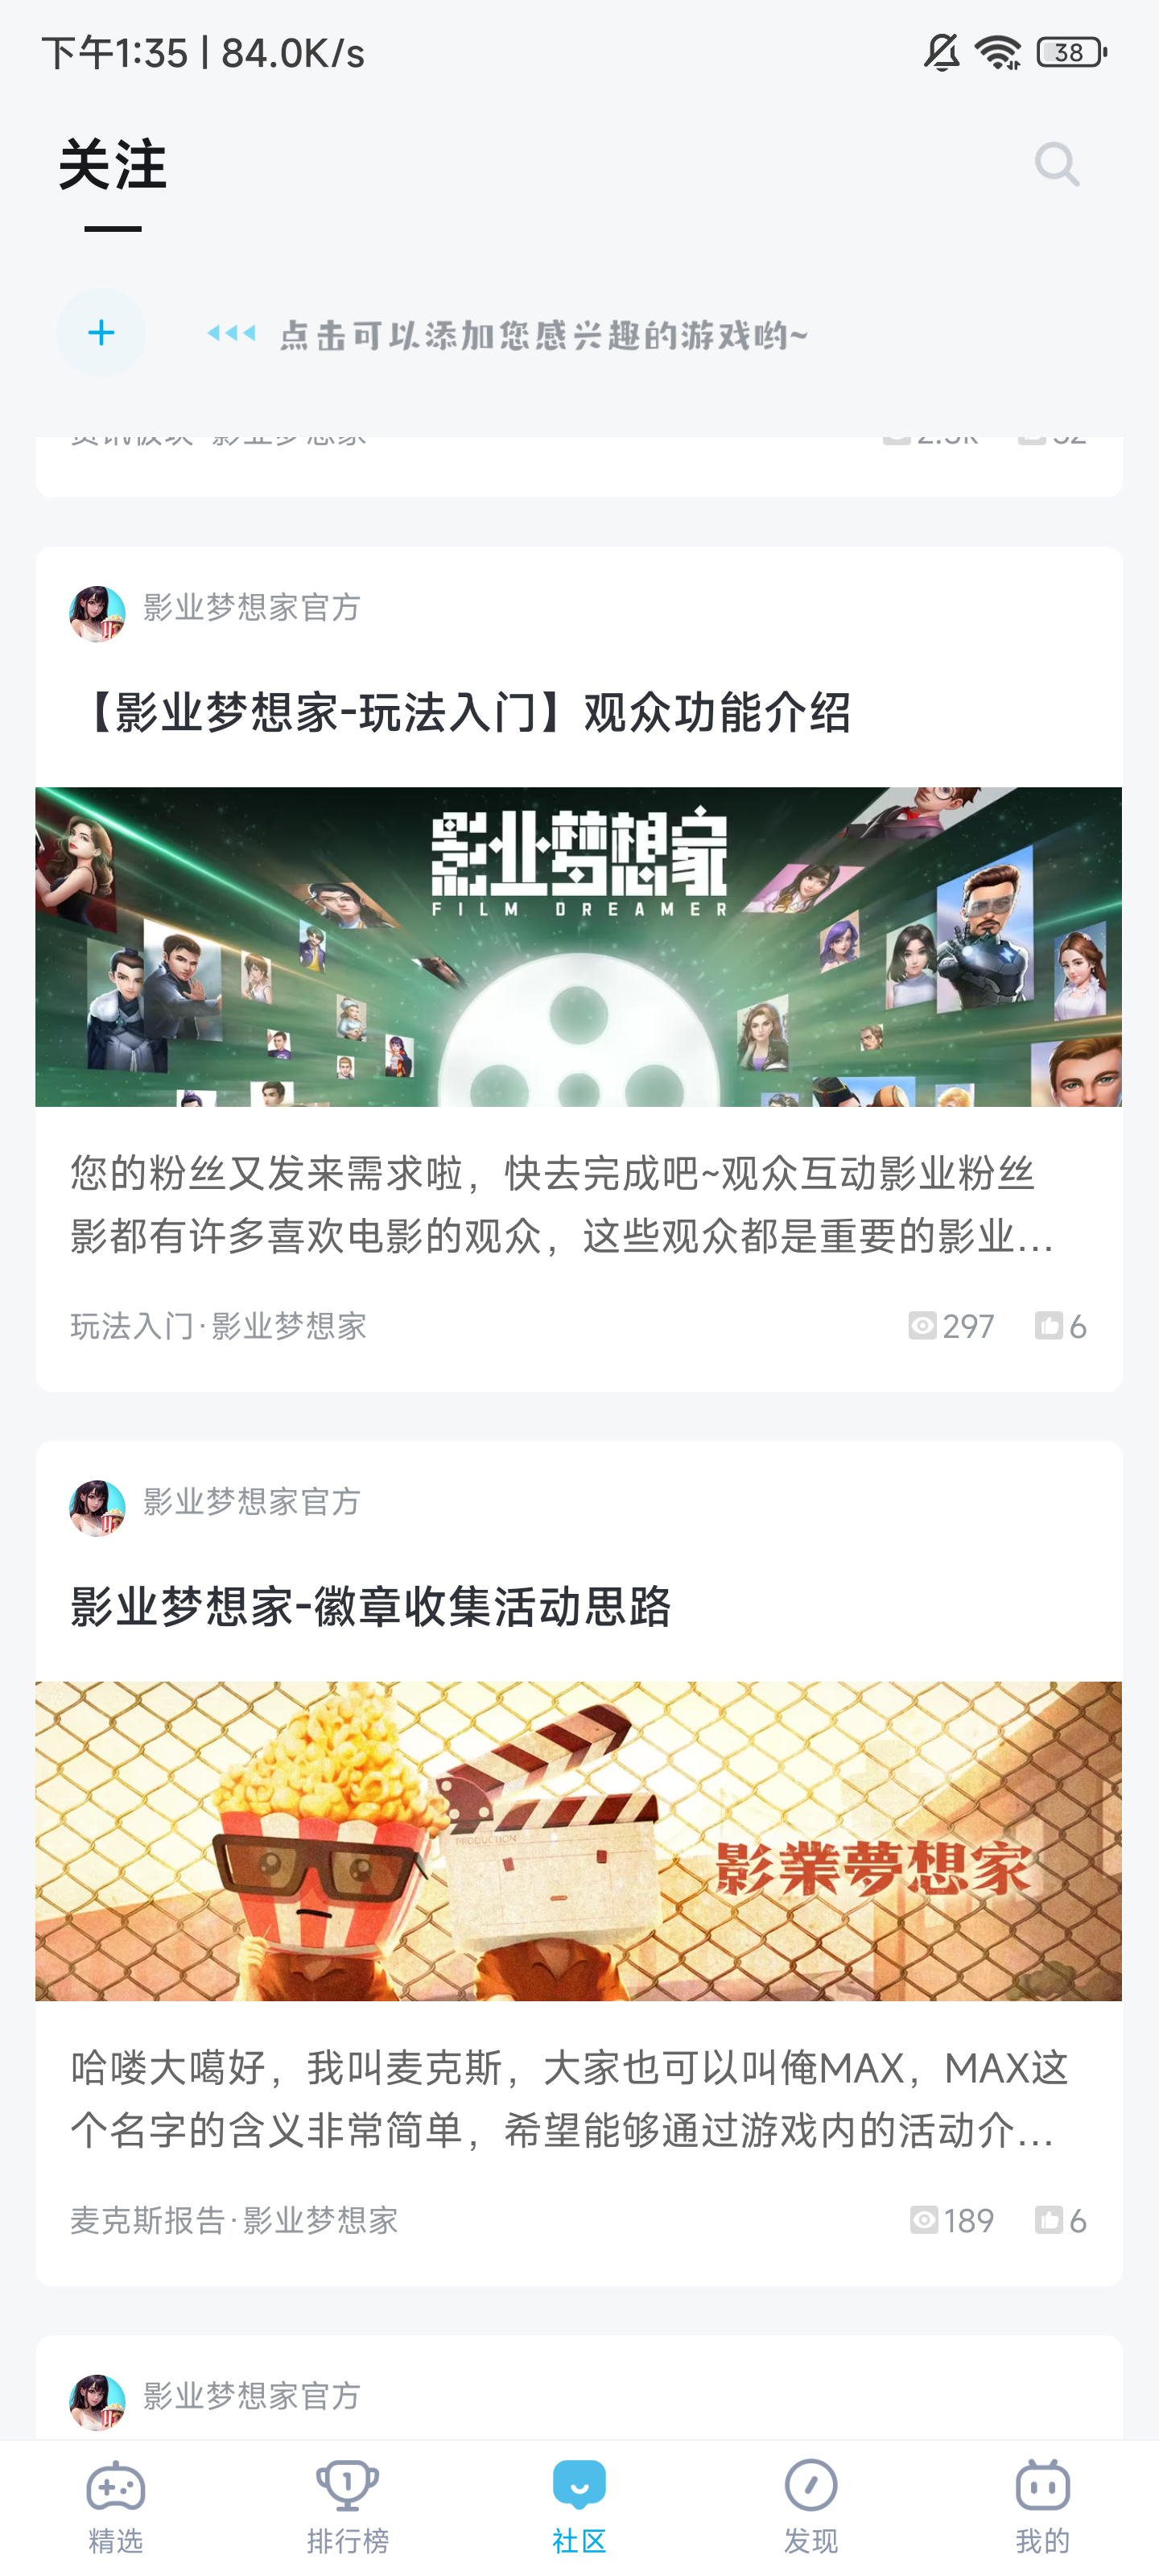 下午1:35 | 84.0K/s
38
关注
点击可以添加您感兴趣的游戏哟~
资讯板块·影业梦想家
影业梦想家官方
【影业梦想家-玩法入门】观众功能介绍
影业梦想家
FILM DREAMER
您的粉丝又发来需求啦，快去完成吧~观众互动影业粉丝
影都有许多喜欢电影的观众，这些观众都是重要的影业...
玩法入门·影业梦想家 297 6
影业梦想家官方
影业梦想家-徽章收集活动思路
PRODUCTION
影業夢想家
哈喽大噶好，我叫麦克斯，大家也可以叫俺MAX，MAX这
个名字的含义非常简单，希望能够通过游戏内的活动介...
麦克斯报告·影业梦想家 189 6
影业梦想家官方
精选 排行榜 社区 发现 我的